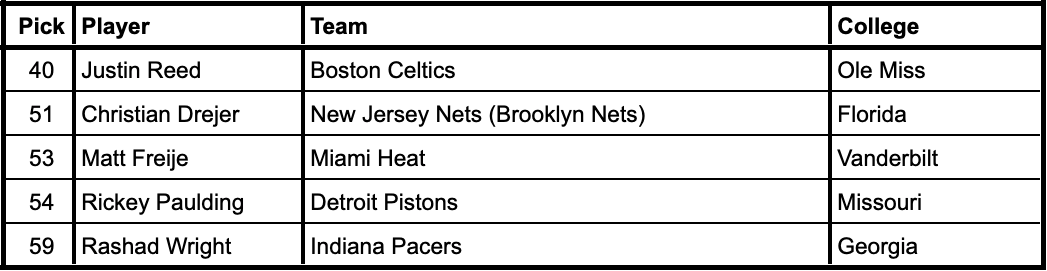 Pick Player Team College
40 Justin Reed Boston Celtics Ole Miss
51 Christian Drejer New Jersey Nets (Brooklyn Nets) Florida
53 Matt Freije Miami Heat Vanderbilt
54 Rickey Paulding Detroit Pistons Missouri
59 Rashad Wright Indiana Pacers Georgia